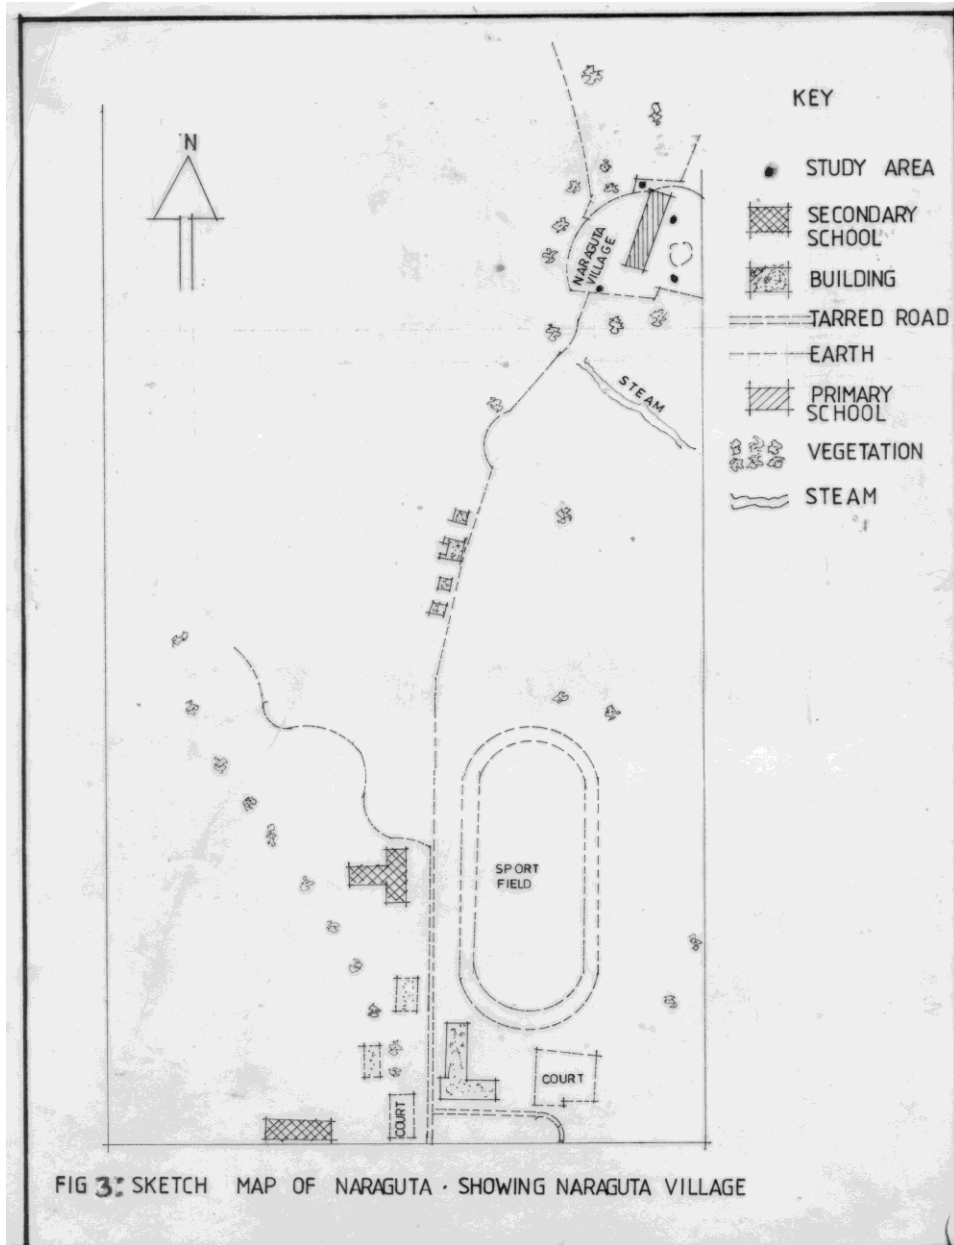 N
KEY
STUDY AREA
SECONDARY
SCHOOL
BUILDING
TARRED ROAD
EARTH
PRIMARY
SCHOOL
VEGETATION
STEAM
NARAGUTA
VILLAGE
STEAM
SPORT
FIELD
COURT
COURT
FIG 3: SKETCH MAP OF NARAGUTA · SHOWING NARAGUTA VILLAGE